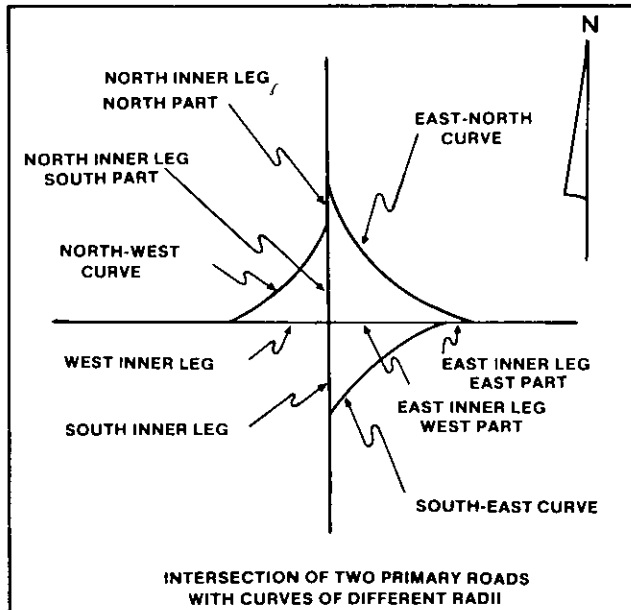 N
NORTH INNER LEG
NORTH PART
EAST-NORTH
CURVE
NORTH INNER LEG
SOUTH PART
NORTH-WEST
CURVE
WEST INNER LEG
EAST INNER LEG
EAST PART
SOUTH INNER LEG
EAST INNER LEG
WEST PART
SOUTH-EAST CURVE
INTERSECTION OF TWO PRIMARY ROADS
WITH CURVES OF DIFFERENT RADII